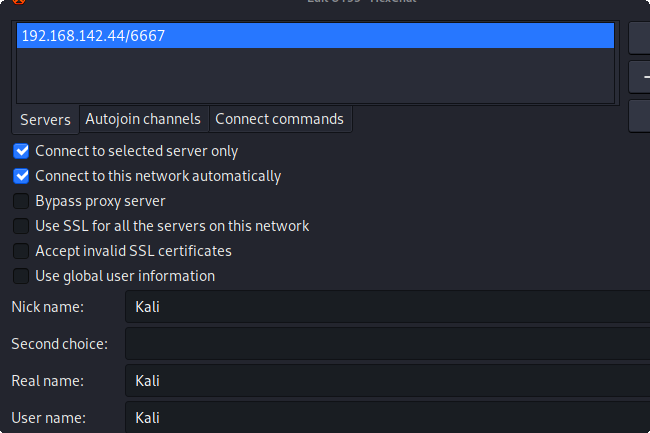 192.168.142.44/6667
Servers
Autojoin channels
Connect commands
Connect to selected server only
Connect to this network automatically
Bypass proxy server
Use SSL for all the servers on this network
Accept invalid SSL certificates
Use global user information
Nick name: Kali
Second choice:
Real name: Kali
User name: Kali